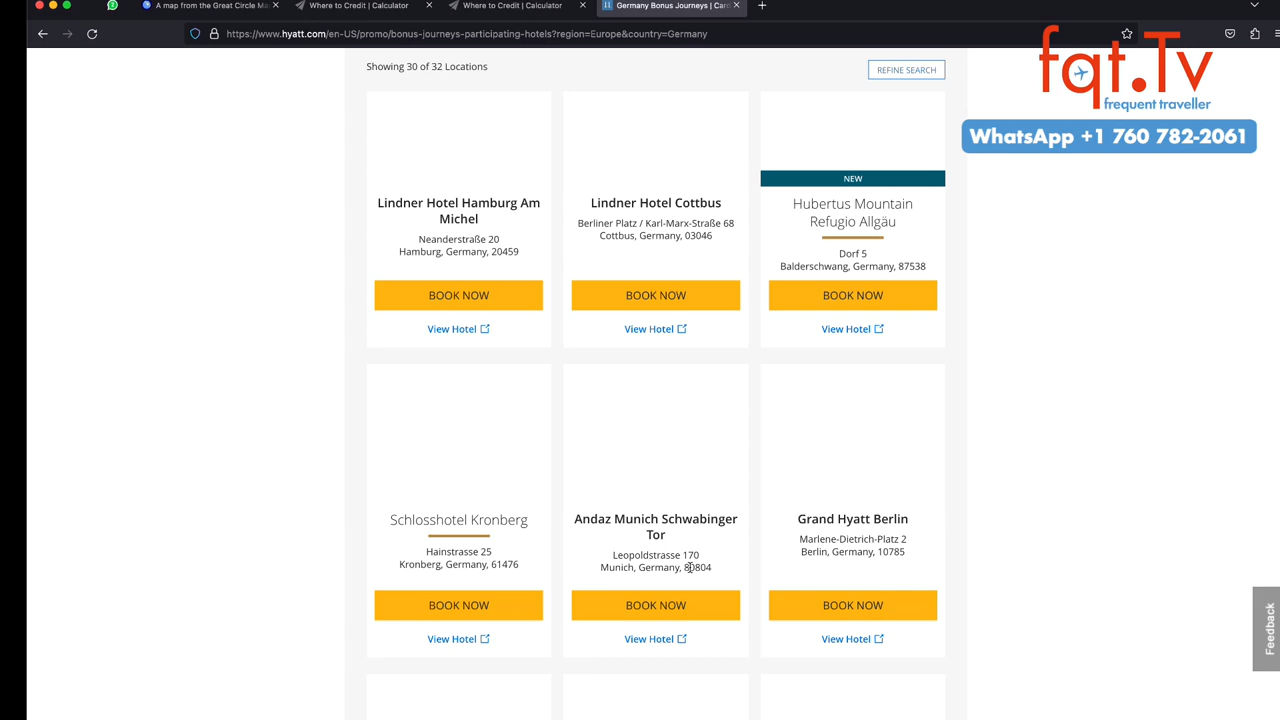 A map from the Great Circle Ma
Where to Credit | Calculator
Where to Credit | Calculator
Germany Bonus Journeys | Car
https://www.hyatt.com/en-US/promo/bonus-journeys-participating-hotels?region=Europe&country=Germany
fqt.Tv
frequent traveller
WhatsApp +1 760 782-2061
Showing 30 of 32 Locations
REFINE SEARCH
Lindner Hotel Hamburg Am
Michel
Neanderstraße 20
Hamburg, Germany, 20459
BOOK NOW
View Hotel
Lindner Hotel Cottbus
Berliner Platz / Karl-Marx-Straße 68
Cottbus, Germany, 03046
BOOK NOW
View Hotel
NEW
Hubertus Mountain
Refugio Allgäu
Dorf 5
Balderschwang, Germany, 87538
BOOK NOW
View Hotel
Schlosshotel Kronberg
Hainstrasse 25
Kronberg, Germany, 61476
BOOK NOW
View Hotel
Andaz Munich Schwabinger
Tor
Leopoldstrasse 170
Munich, Germany, 80804
BOOK NOW
View Hotel
Grand Hyatt Berlin
Marlene-Dietrich-Platz 2
Berlin, Germany, 10785
BOOK NOW
View Hotel
Feedback